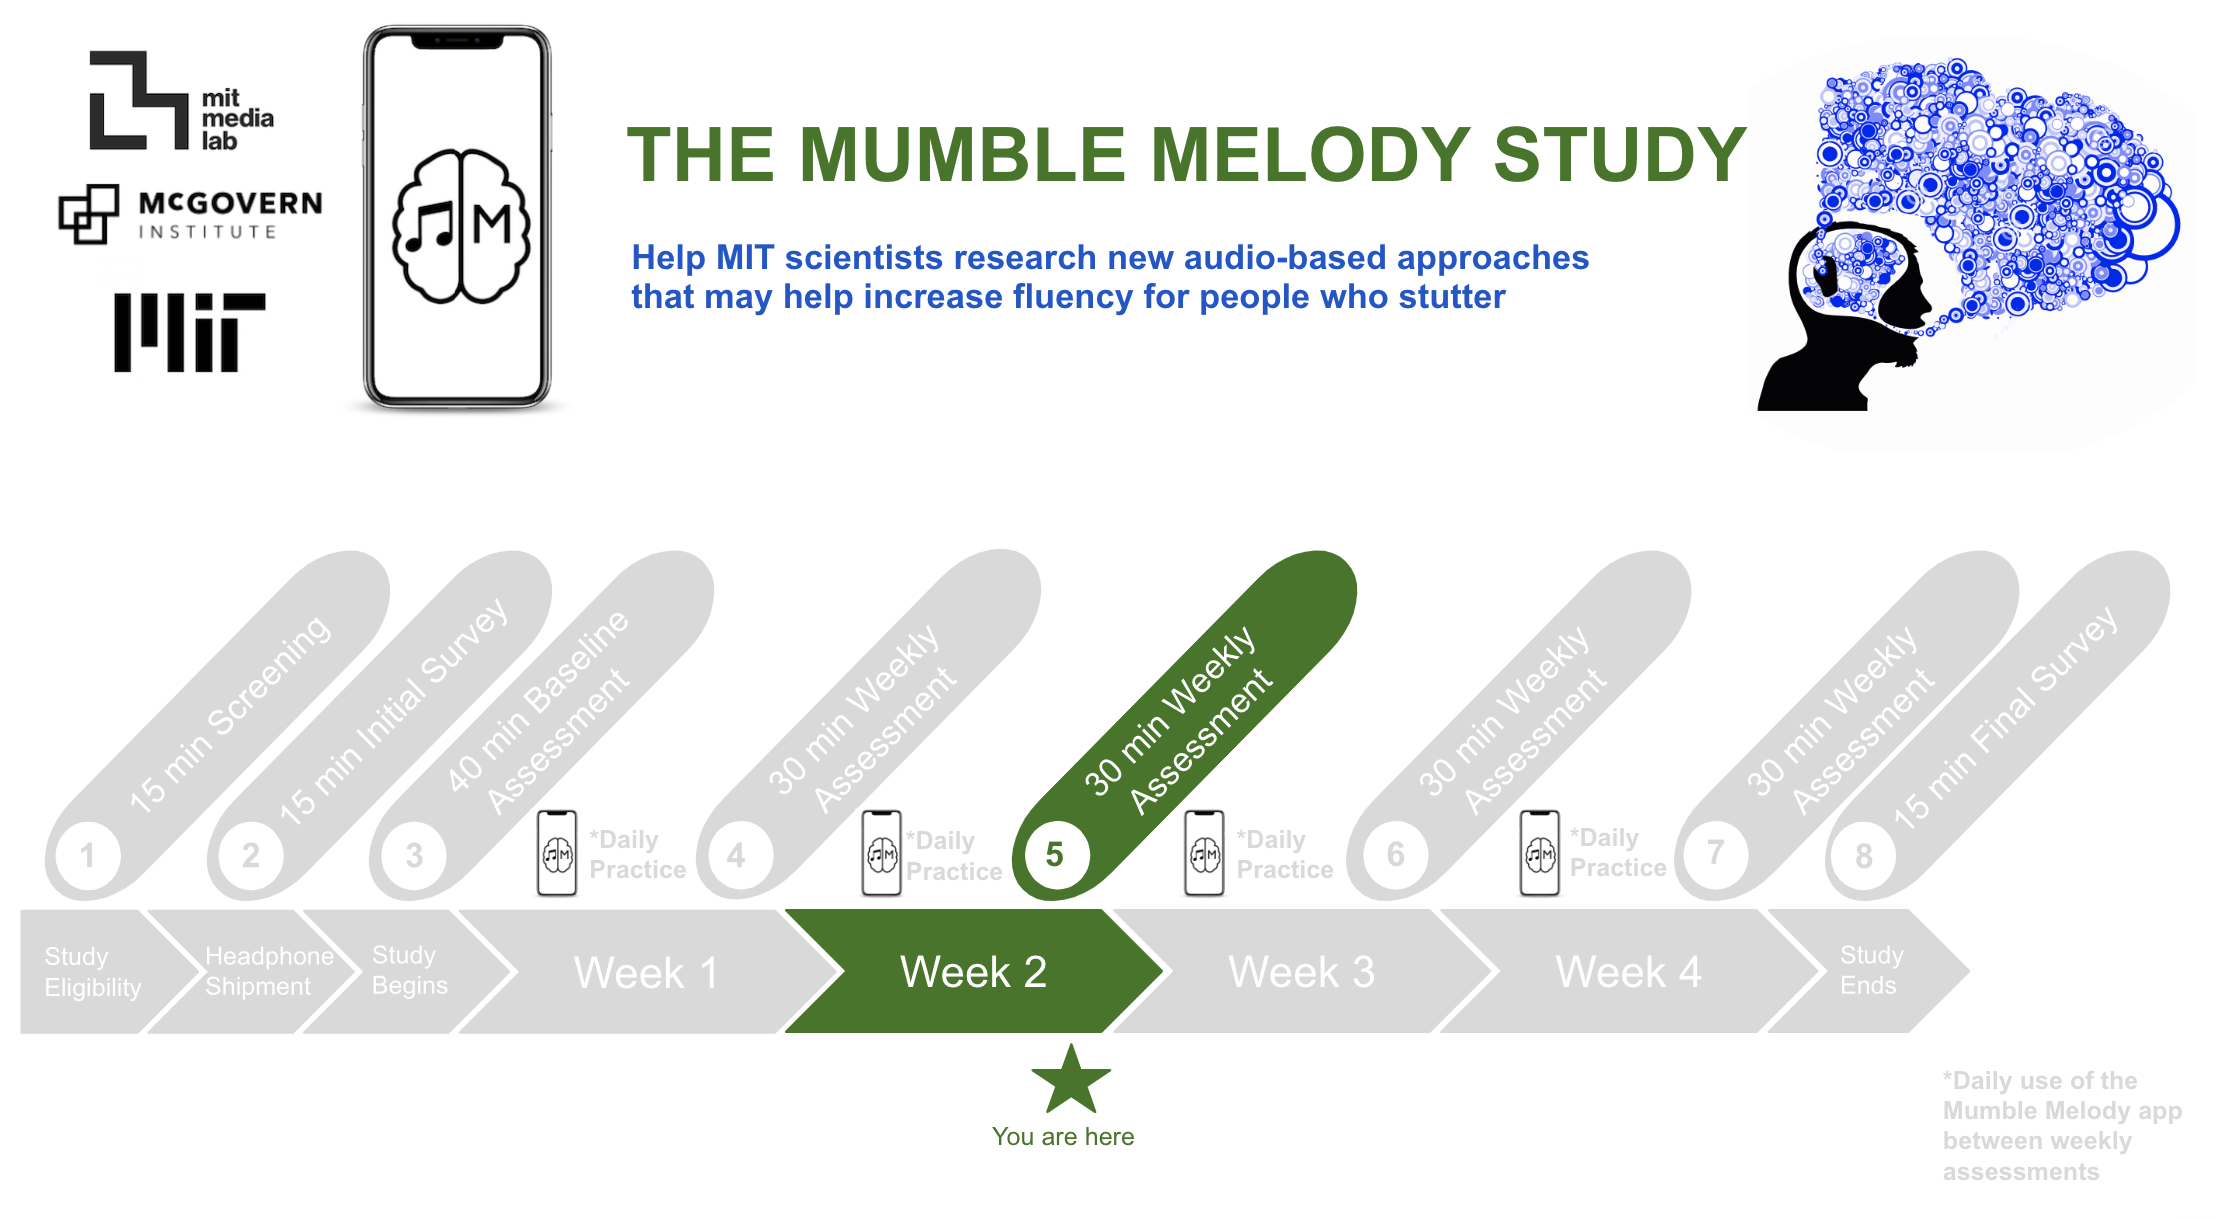 mit
media
lab
McGOVERN
INSTITUTE
MIT
M
THE MUMBLE MELODY STUDY
Help MIT scientists research new audio-based approaches
that may help increase fluency for people who stutter
15 min Screening
1
15 min Initial Survey
2
40 min Baseline
Assessment
3
M
*Daily
Practice
30 min Weekly
Assessment
4
M
*Daily
Practice
30 min Weekly
Assessment
5
M
*Daily
Practice
30 min Weekly
Assessment
6
M
*Daily
Practice
30 min Weekly
Assessment
7
15 min Final Survey
8
Study
Eligibility
Headphone
Shipment
Study
Begins
Week 1
Week 2
Week 3
Week 4
Study
Ends
You are here
*Daily use of the
Mumble Melody app
between weekly
assessments